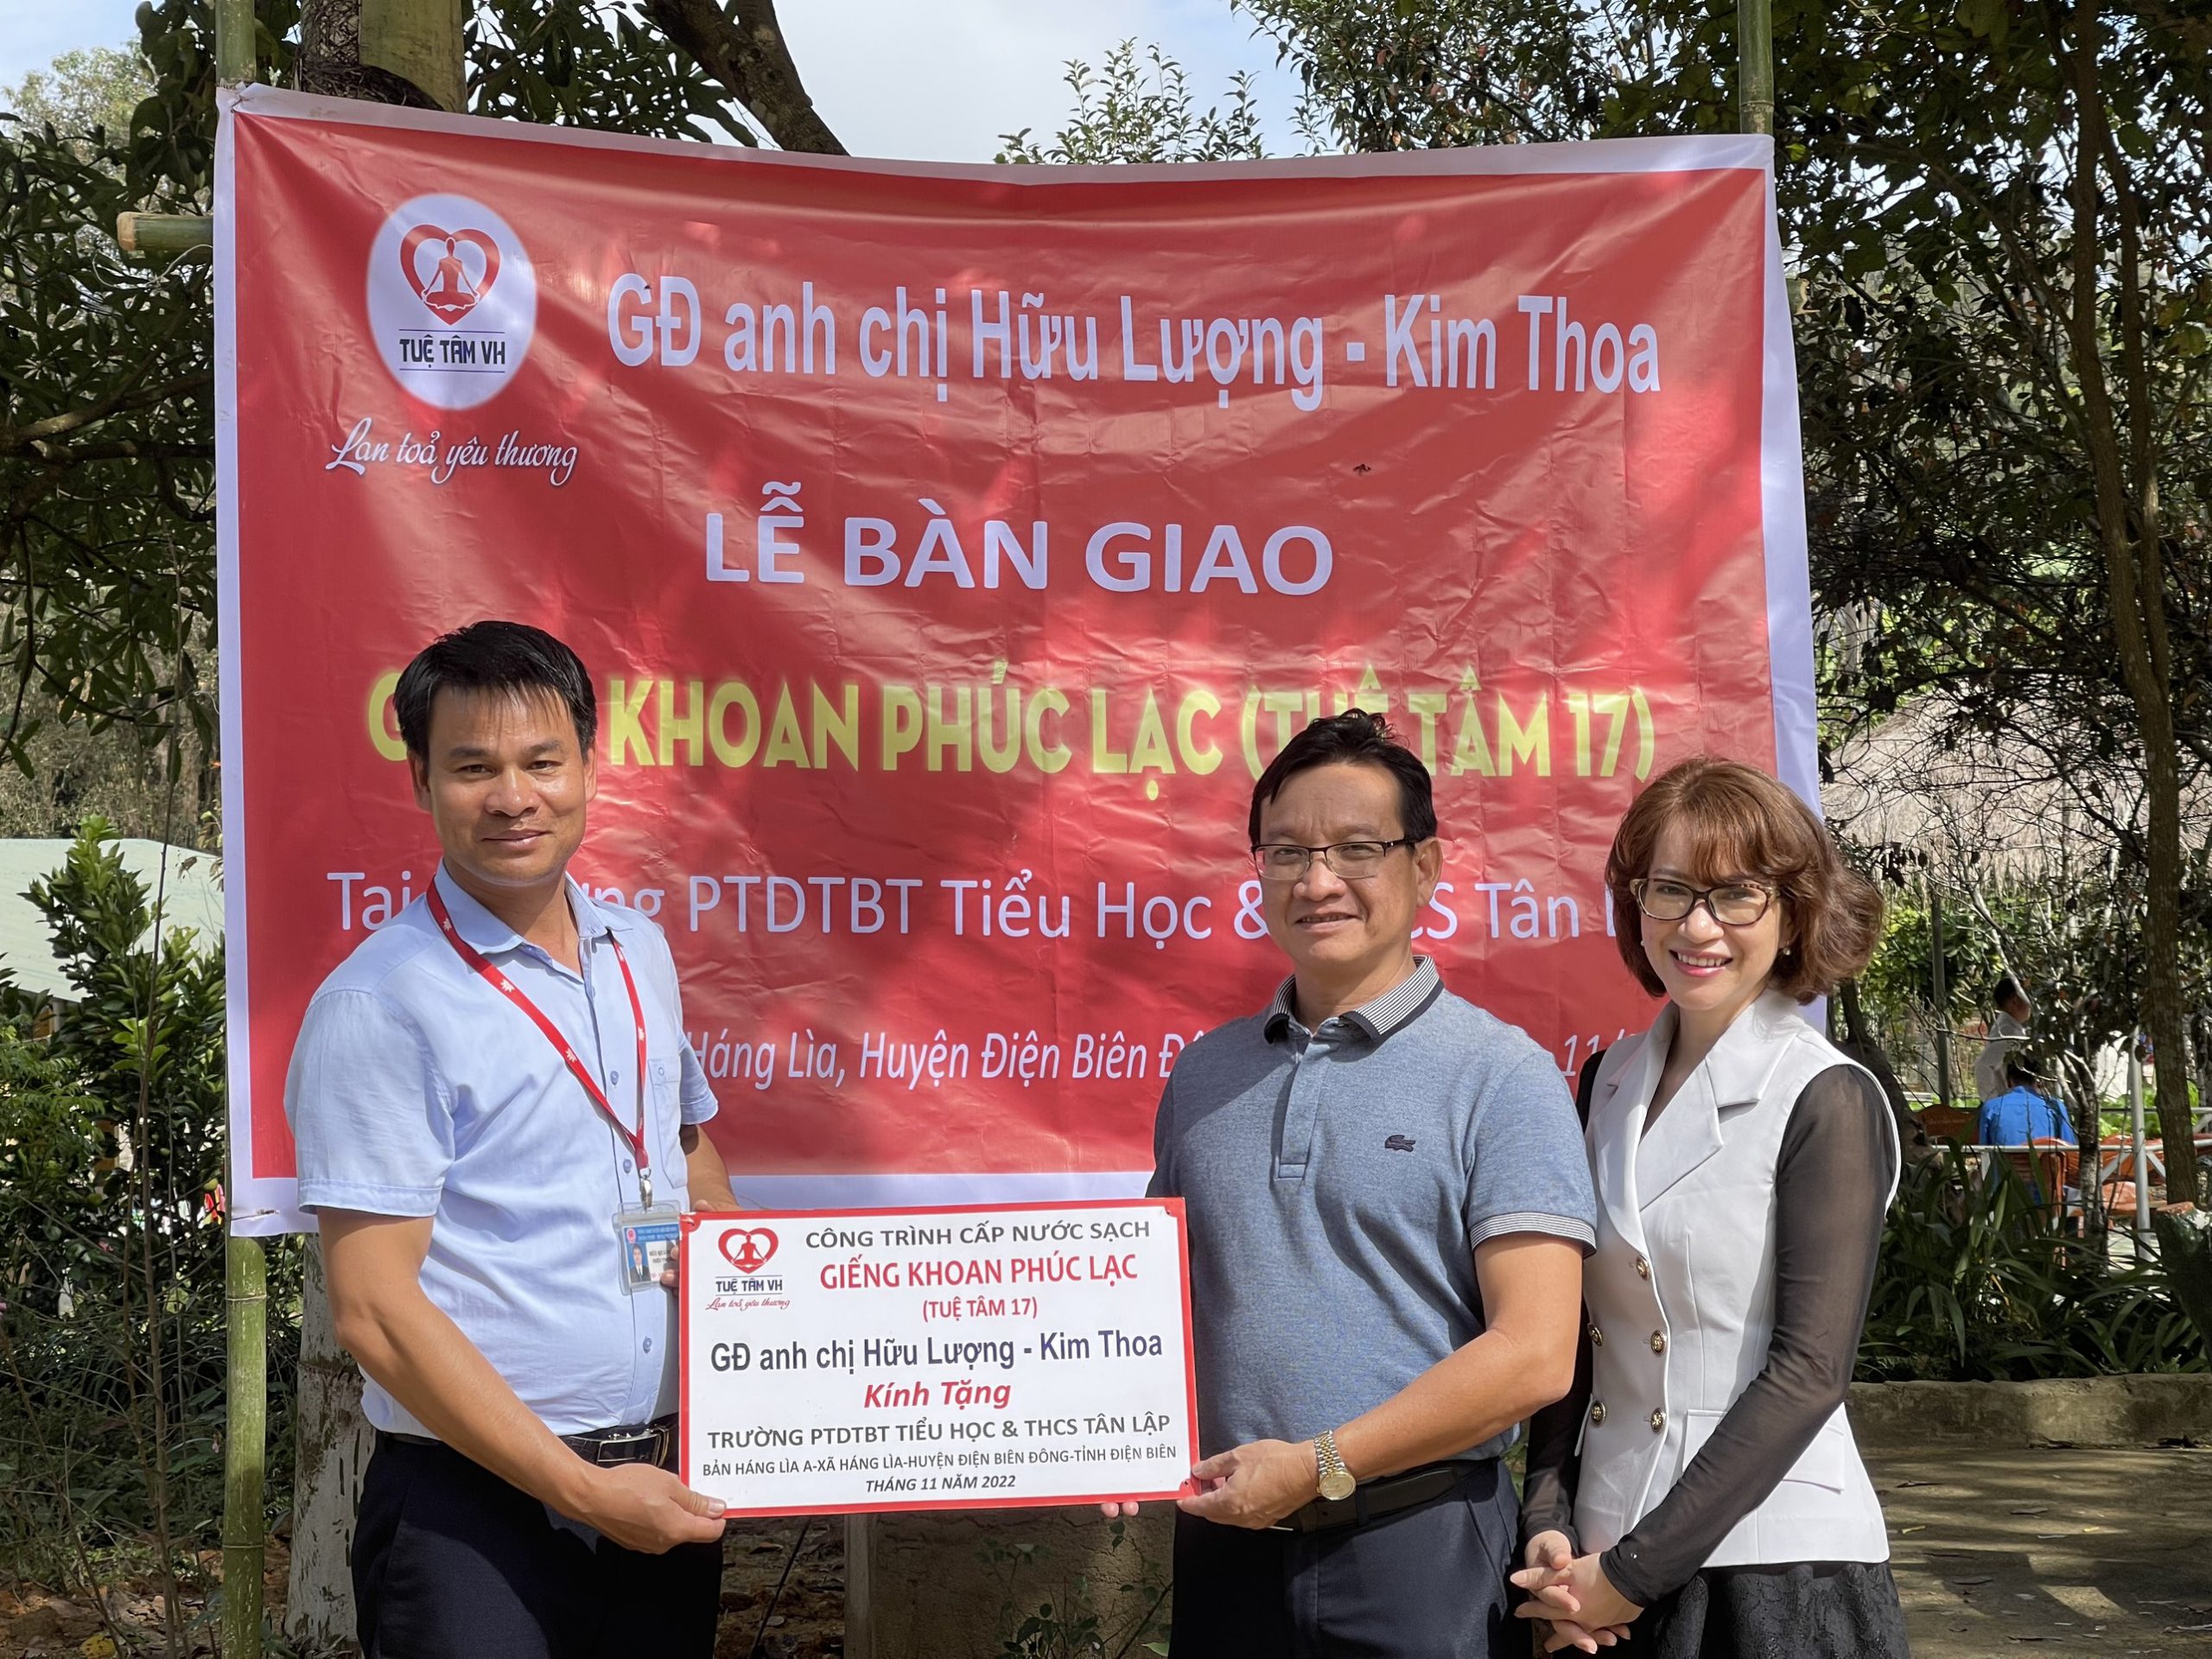 TUỆ TÂM VH
Lan toả yêu thương
GĐ anh chị Hữu Lượng - Kim Thoa
LỄ BÀN GIAO
KHOAN PHÚC LẠC (TUỆ TÂM 17)
PTDTBT Tiểu Học & Tân
Háng Lìa, Huyện Điện Biên
CÔNG TRÌNH CẤP NƯỚC SẠCH
GIẾNG KHOAN PHÚC LẠC
(TUỆ TÂM 17)
TUỆ TÂM VH
Lan toả yêu thương
GĐ anh chị Hữu Lượng - Kim Thoa
Kính Tặng
TRƯỜNG PTDTBT TIỂU HỌC & THCS TÂN LẬP
BẢN HÁNG LÌA A-XÃ HÁNG LÌA-HUYỆN ĐIỆN BIÊN ĐÔNG-TỈNH ĐIỆN BIÊN
THÁNG 11 NĂM 2022